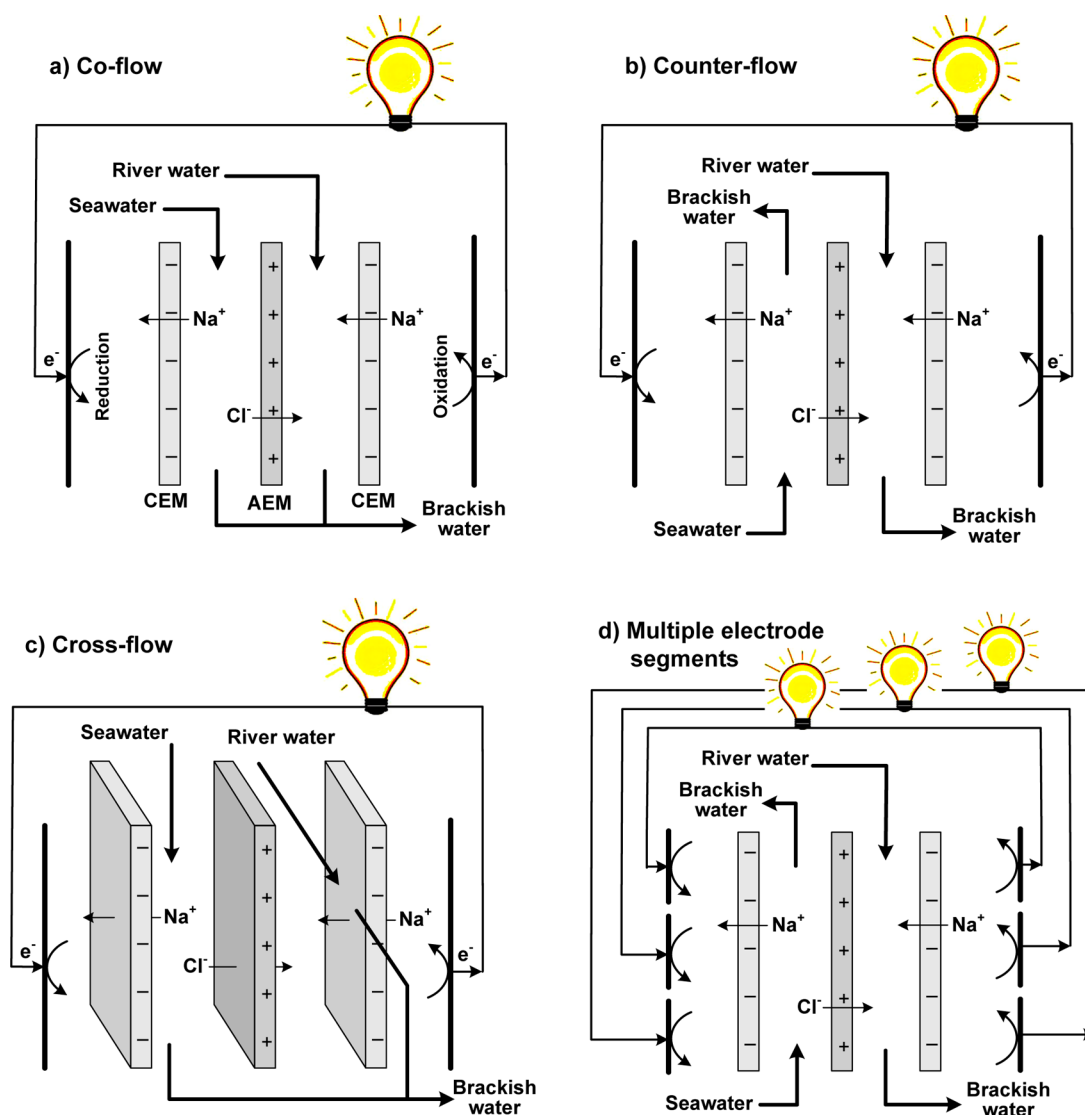 a) Co-flow
River water
Seawater
− + −
Na⁺ Na⁺
e⁻ Reduction Oxidation e⁻
Cl⁻
CEM AEM CEM
Brackish
water
b) Counter-flow
River water
Brackish
water
− + −
Na⁺ Na⁺
e⁻ e⁻
Cl⁻
Seawater
Brackish
water
c) Cross-flow
Seawater
River water
− + −
Na⁺ Na⁺
e⁻ Cl⁻ e⁻
Brackish
water
d) Multiple electrode
segments
River water
Brackish
water
− + −
Na⁺ Na⁺
Cl⁻
Seawater
Brackish
water